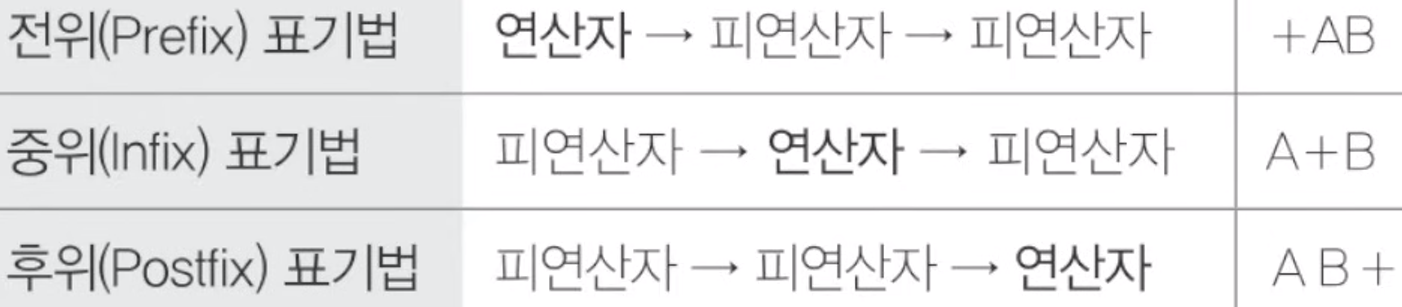 전위(Prefix) 표기법 연산자 → 피연산자 → 피연산자 +AB
중위(Infix) 표기법 피연산자 → 연산자 → 피연산자 A+B
후위(Postfix) 표기법 피연산자 → 피연산자 → 연산자 A B +